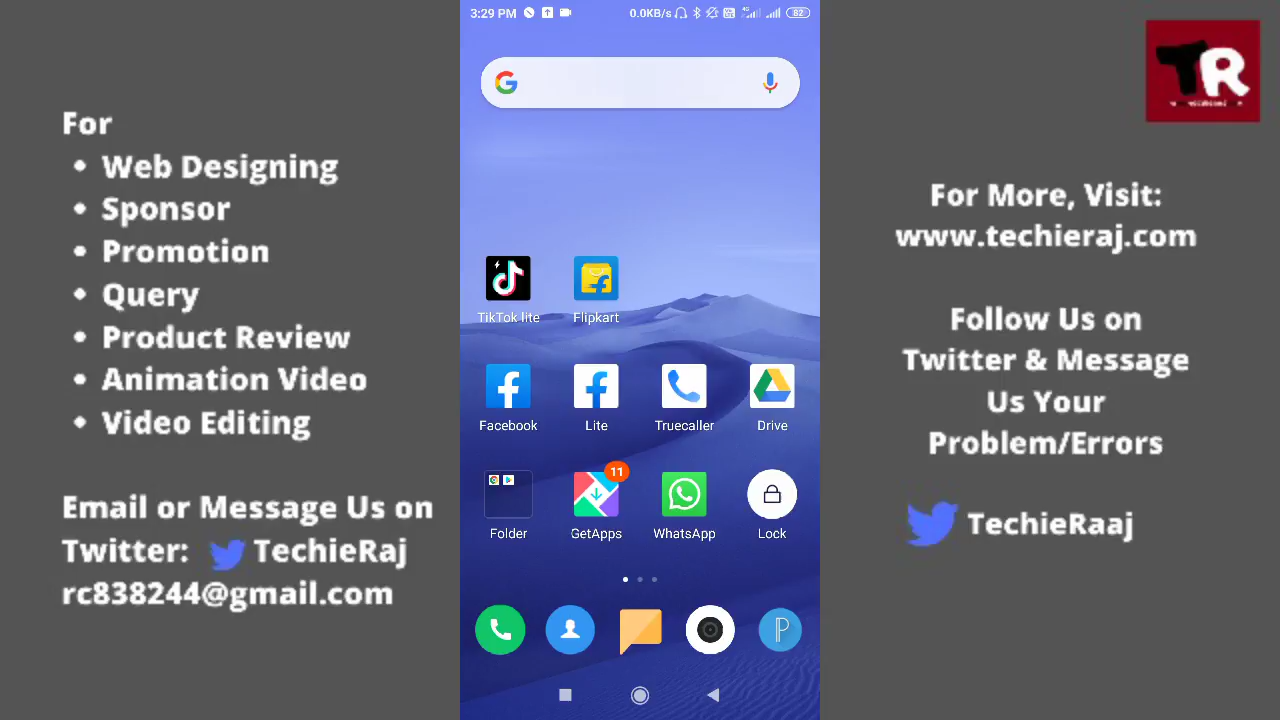 For
• Web Designing
• Sponsor
• Promotion
• Query
• Product Review
• Animation Video
• Video Editing
Email or Message Us on
Twitter: TechieRaj
rc838244@gmail.com
3:29 PM
0.0KB/s
4G
82
TikTok lite
Flipkart
Facebook
Lite
Truecaller
Drive
11
Folder
GetApps
WhatsApp
Lock
TR
For More, Visit:
www.techieraj.com
Follow Us on
Twitter & Message
Us Your
Problem/Errors
TechieRaaj